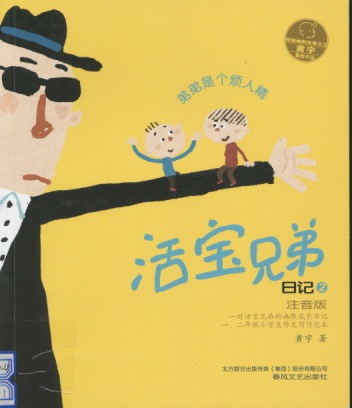 黄宇
弟弟是个烦人精
活宝兄弟
日记②
注音版
一对活宝兄弟的幽默成长日记
一、二年级小学生作文写作范本
黄宇 著
北方联合出版传媒（集团）股份有限公司
春风文艺出版社